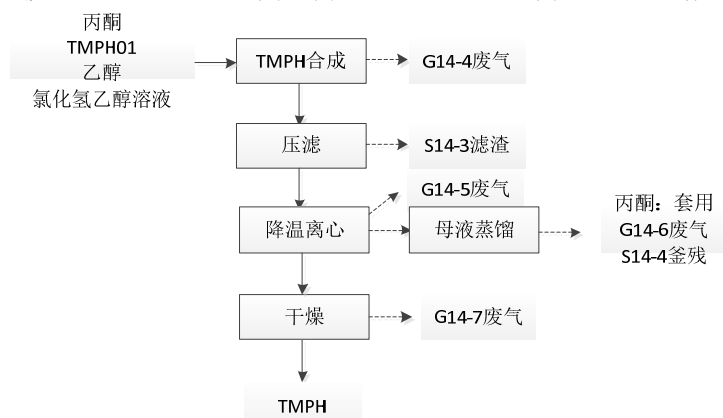 丙酮
TMPH01
乙醇
氯化氢乙醇溶液
TMPH合成
G14-4废气
压滤
S14-3滤渣
G14-5废气
降温离心
母液蒸馏
丙酮：套用
G14-6废气
S14-4釜残
干燥
G14-7废气
TMPH